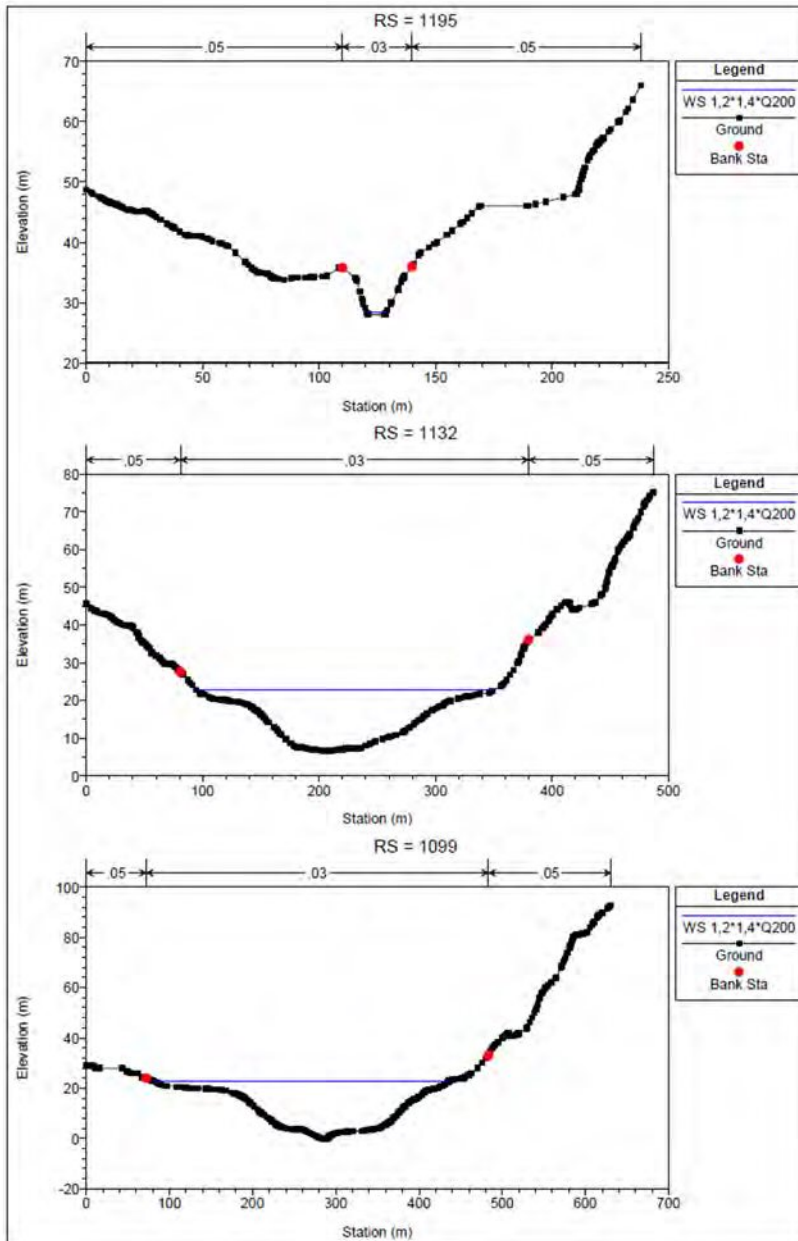 RS = 1195
.05 .03 .05
Elevation (m)
70
60
50
40
30
20
0 50 100 150 200 250
Station (m)
Legend
WS 1,2*1,4*Q200
Ground
Bank Sta
RS = 1132
.05 .03 .05
Elevation (m)
80
70
60
50
40
30
20
10
0
0 100 200 300 400 500
Station (m)
Legend
WS 1,2*1,4*Q200
Ground
Bank Sta
RS = 1099
.05 .03 .05
Elevation (m)
100
80
60
40
20
0
-20
0 100 200 300 400 500 600 700
Station (m)
Legend
WS 1,2*1,4*Q200
Ground
Bank Sta